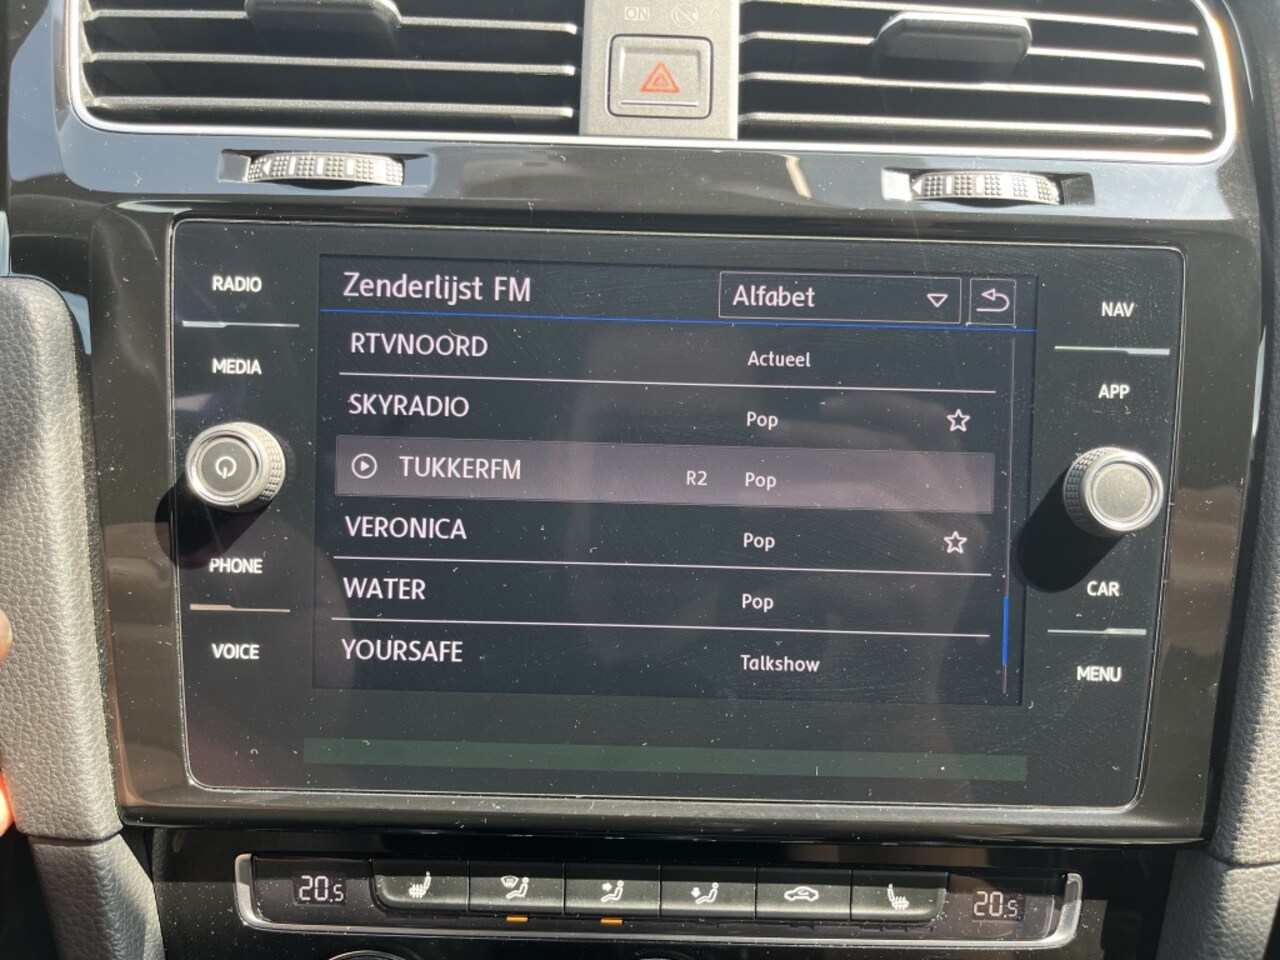 ON
RADIO
MEDIA
PHONE
VOICE
Zenderlijst FM
Alfabet
RTVNOORD Actueel
SKYRADIO Pop
TUKKERFM R2 Pop
VERONICA Pop
WATER Pop
YOURSAFE Talkshow
NAV
APP
CAR
MENU
20.5
20.5